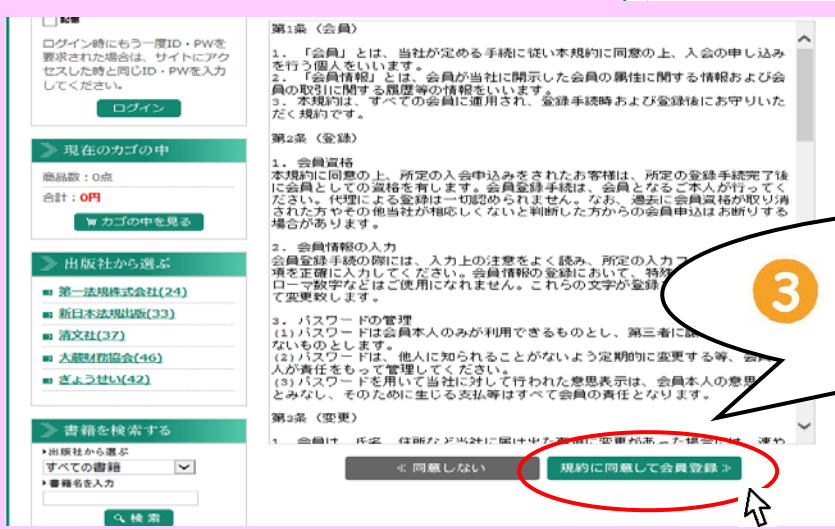 記憶
ログイン時にもう一度ID・PWを
要求された場合は、サイトにアク
セスした時と同じID・PWを入力
してください。
ログイン
現在のカゴの中
商品数：0点
合計：0円
カゴの中を見る
出版社から選ぶ
第一法規株式会社(24)
新日本法規出版(33)
清文社(37)
大蔵財務協会(46)
ぎょうせい(42)
書籍を検索する
出版社から選ぶ
すべての書籍
書籍名を入力
検索
第1条（会員）
1. 「会員」とは、当社が定める手続に従い本規約に同意の上、入会の申し込み
を行う個人をいいます。
2. 「会員情報」とは、会員が当社に開示した会員の属性に関する情報および会
員の取引に関する履歴等の情報をいいます。
3. 本規約は、すべての会員に適用され、登録手続時および登録後にお守りいた
だく規約です。
第2条（登録）
1. 会員資格
本規約に同意の上、所定の入会申込みをされたお客様は、所定の登録手続完了後
に会員としての資格を有します。会員登録手続は、会員となるご本人が行ってく
ださい。代理による登録は一切認められません。なお、過去に会員資格が取り消
された方やその他当社が相応しくないと判断した方からの会員申込はお断りする
場合があります。
2. 会員情報の入力
会員登録手続の際には、入力上の注意をよく読み、所定の入力フ
項を正確に入力してください。会員情報の登録において、特殊
ローマ数字などはご使用になれません。これらの文字が登録
て変更致します。
3. パスワードの管理
(1)パスワードは会員本人のみが利用できるものとし、第三者に
ないものとします。
(2)パスワードは、他人に知られることがないよう定期的に変更する等、会
人が責任をもって管理してください。
(3)パスワードを用いて当社に対して行われた意思表示は、会員本人の意思
とみなし、そのために生じる支払等はすべて会員の責任となります。
第3条（変更）
1. 会員は、氏名、住所など当社に届け出た事項に変更があった場合には、速や
≪ 同意しない
規約に同意して会員登録 ≫
3